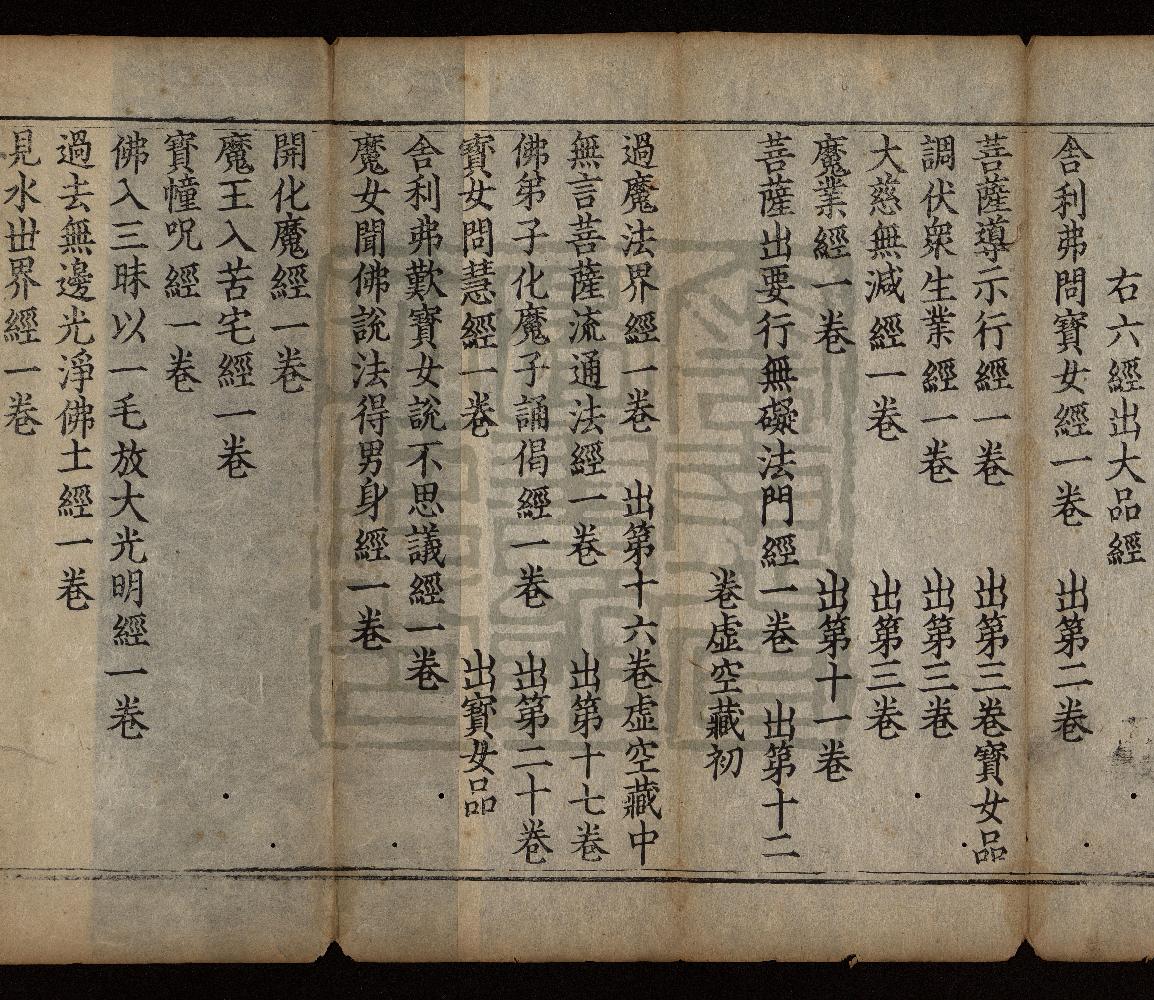 右六經出大品經
舍利弗問寶女經一卷　出第二卷
菩薩導示行經一卷　出第三卷寶女品
調伏衆生業經一卷　出第三卷
大慈無減經一卷　出第三卷
魔業經一卷　出第十一卷
菩薩出要行無礙法門經一卷　出第十二
卷虛空藏初
過魔法界經一卷　出第十六卷虛空藏中
無言菩薩流通法經一卷　出第十七卷
佛弟子化魔子誦偈經一卷　出第二十卷
寶女問慧經一卷　出寶女品
舍利弗歎寶女說不思議經一卷
魔女聞佛說法得男身經一卷
開化魔經一卷
魔王入苦宅經一卷
寶幢呪經一卷
佛入三昧以一毛放大光明經一卷
過去無邊光淨佛土經一卷
見水世界經一卷